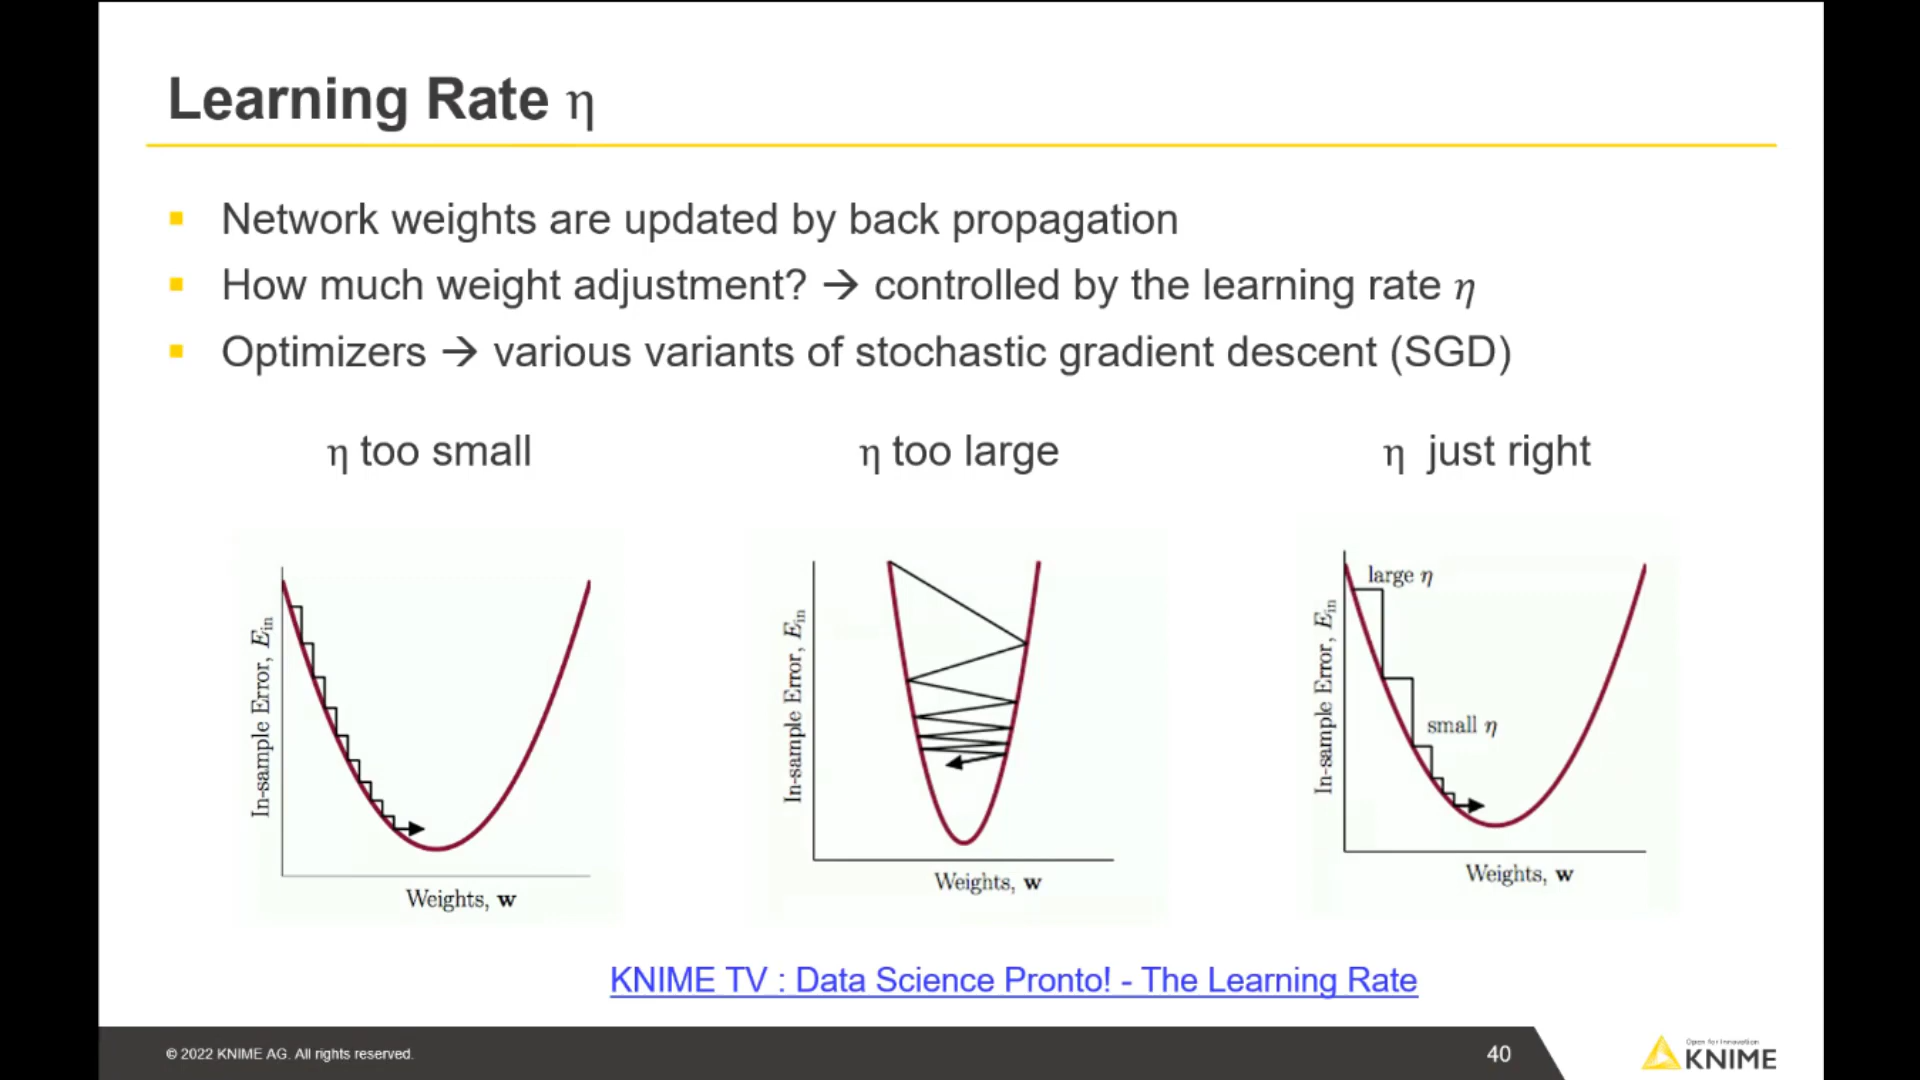 Learning Rate η
Network weights are updated by back propagation
How much weight adjustment? → controlled by the learning rate η
Optimizers → various variants of stochastic gradient descent (SGD)
η too small
η too large
η just right
In-sample Error, E_in
Weights, w
In-sample Error, E_in
Weights, w
large η
small η
In-sample Error, E_in
Weights, w
KNIME TV : Data Science Pronto! - The Learning Rate
© 2022 KNIME AG. All rights reserved.
40
Open for Innovation
KNIME